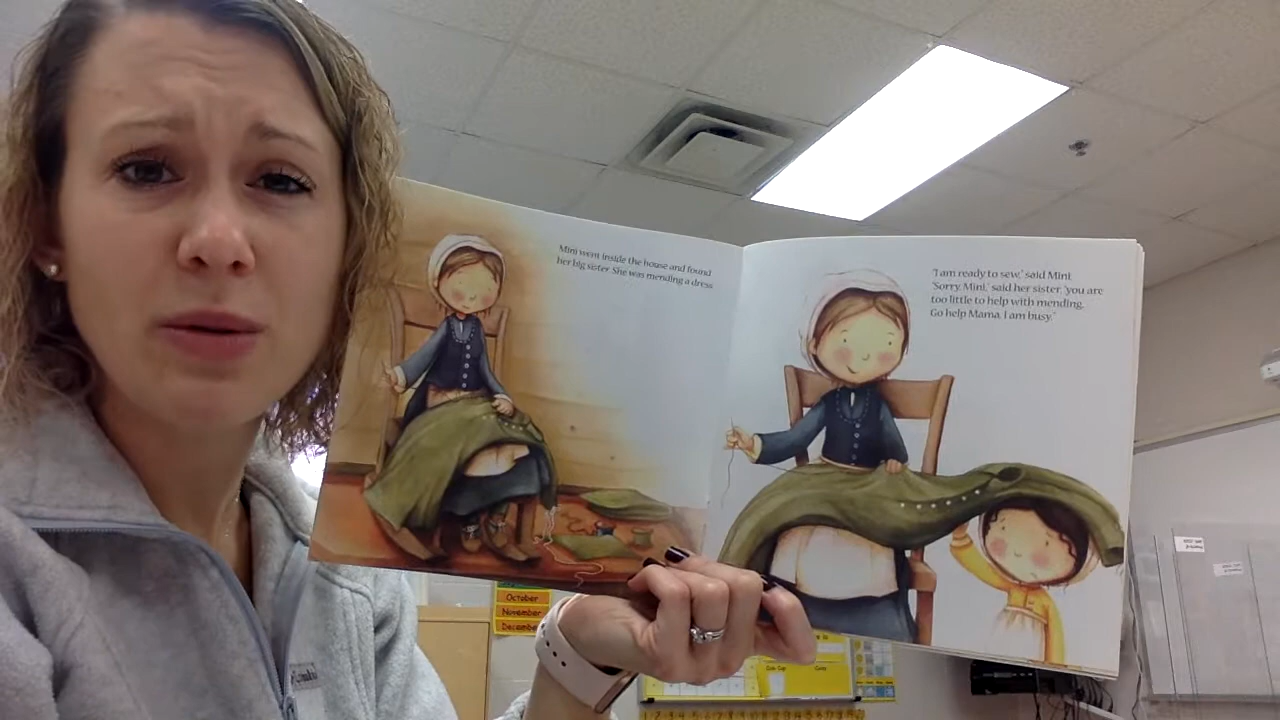 Mini went inside the house and found
her big sister. She was mending a dress
'I am ready to sew,' said Mini.
'Sorry, Mini,' said her sister, 'you are
too little to help with mending.
Go help Mama. I am busy.'
October
November
December